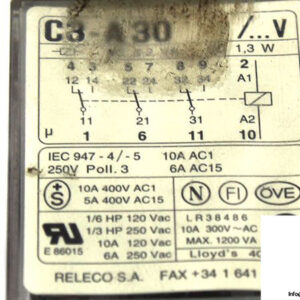 C3-A 30 /...V
1,3 W
4 3 5 7 8 9 2
12 14 22 24 32 34 A1
11 21 31 A2
µ 1 6 11 10
IEC 947 - 4 / - 5 10A AC1
250V Poll. 3 6A AC15
+ S 10A 400V AC1
5A 400V AC15
N FI ÖVE
1/6 HP 120 Vac LR38486
1/3 HP 250 Vac 10A 300V~ AC
10A 120 Vac MAX. 1200 VA
E 86015 6A 250 Vac Lloyd's 40
RELECO S.A. FAX +34 1 641